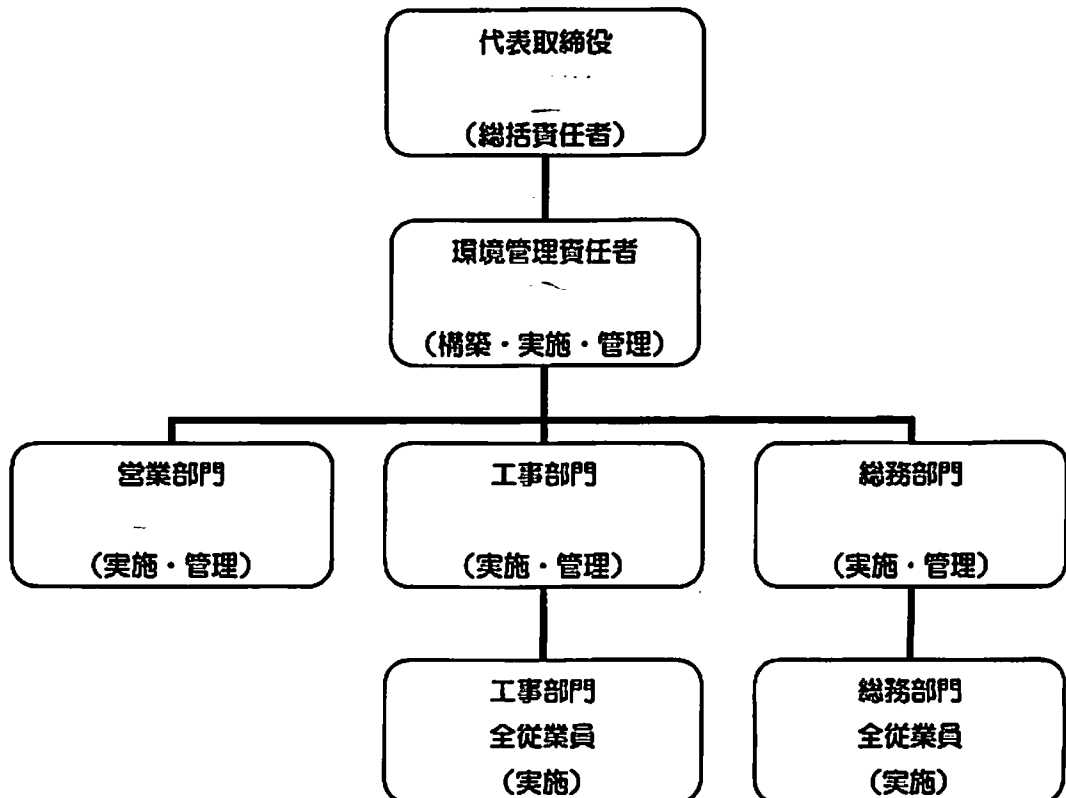 代表取締役
(総括責任者)
環境管理責任者
(構築・実施・管理)
営業部門
(実施・管理)
工事部門
(実施・管理)
総務部門
(実施・管理)
工事部門
全従業員
(実施)
総務部門
全従業員
(実施)